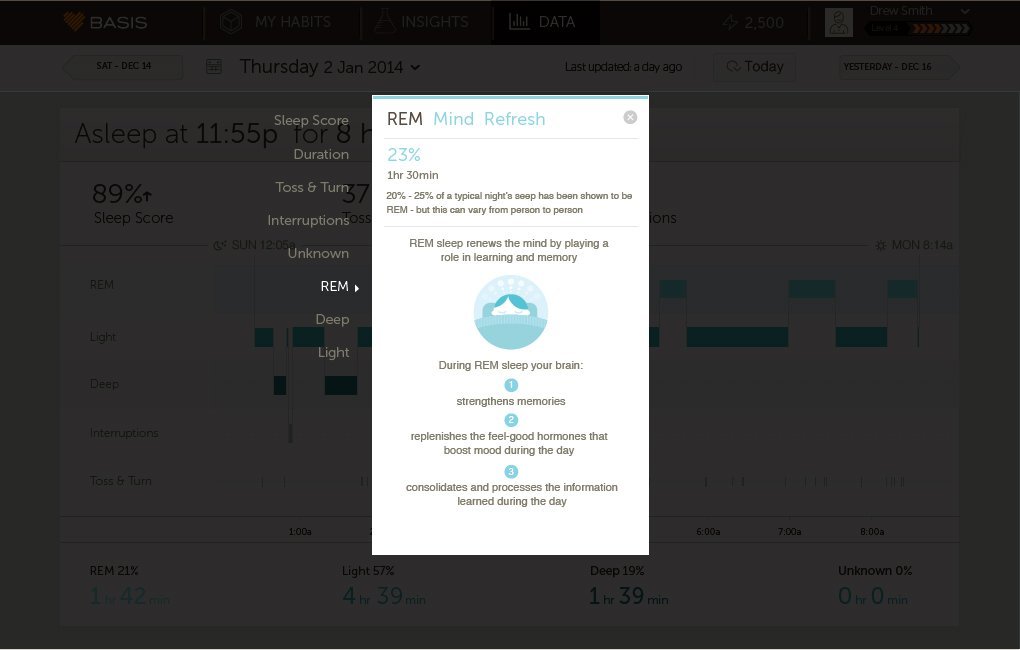 BASIS
MY HABITS
INSIGHTS
DATA
2,500
Drew Smith
Level 4
SAT - DEC 14
Thursday 2 Jan 2014
Last updated: a day ago
Today
YESTERDAY - DEC 16
Asleep at 11:55p for 8 h
Sleep Score
Duration
Toss & Turn
Interruptions
Unknown
REM
Deep
Light
89%
Sleep Score
37
Toss
ions
SUN 12:05a
MON 8:14a
REM
Light
Deep
Interruptions
Toss & Turn
REM Mind Refresh
23%
1hr 30min
20% - 25% of a typical night's seep has been shown to be
REM - but this can vary from person to person
REM sleep renews the mind by playing a
role in learning and memory
During REM sleep your brain:
1
strengthens memories
2
replenishes the feel-good hormones that
boost mood during the day
3
consolidates and processes the information
learned during the day
1:00a
2
6:00a
7:00a
8:00a
REM 21%
1 hr 42 min
Light 57%
4 hr 39 min
Deep 19%
1 hr 39 min
Unknown 0%
0 hr 0 min